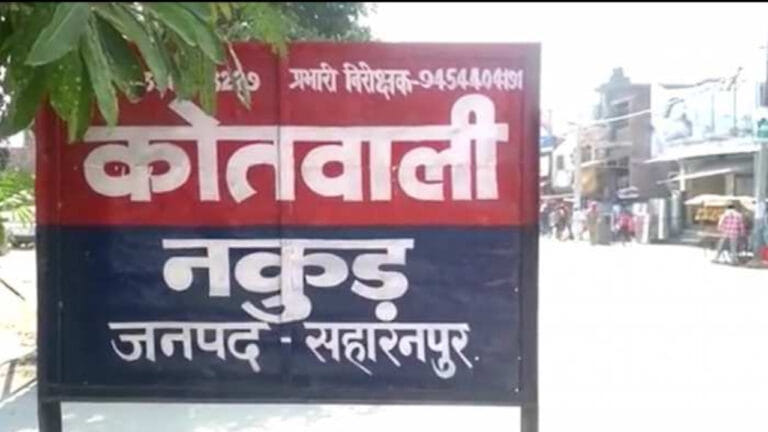 प्रभारी निरीक्षक-9454404191
कोतवाली
नकुड़
जनपद - सहारनपुर